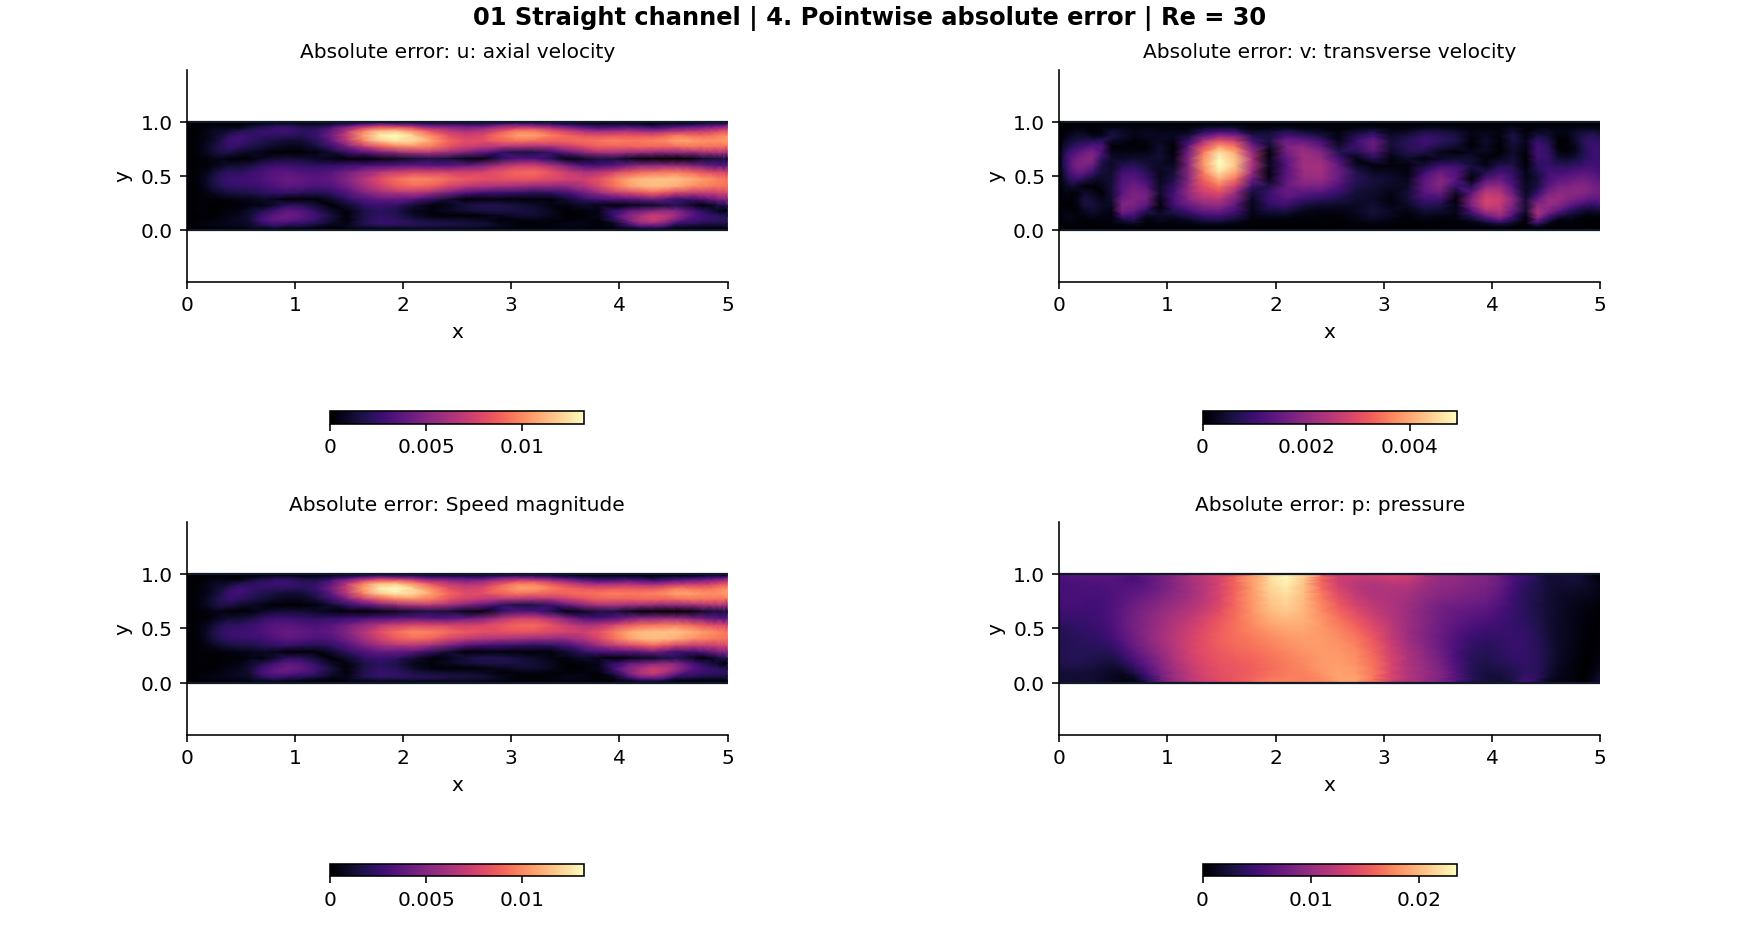 01 Straight channel | 4. Pointwise absolute error | Re = 30
Absolute error: u: axial velocity
1.0
0.5
0.0
y
0 1 2 3 4 5
x
0 0.005 0.01
Absolute error: v: transverse velocity
1.0
0.5
0.0
y
0 1 2 3 4 5
x
0 0.002 0.004
Absolute error: Speed magnitude
1.0
0.5
0.0
y
0 1 2 3 4 5
x
0 0.005 0.01
Absolute error: p: pressure
1.0
0.5
0.0
y
0 1 2 3 4 5
x
0 0.01 0.02